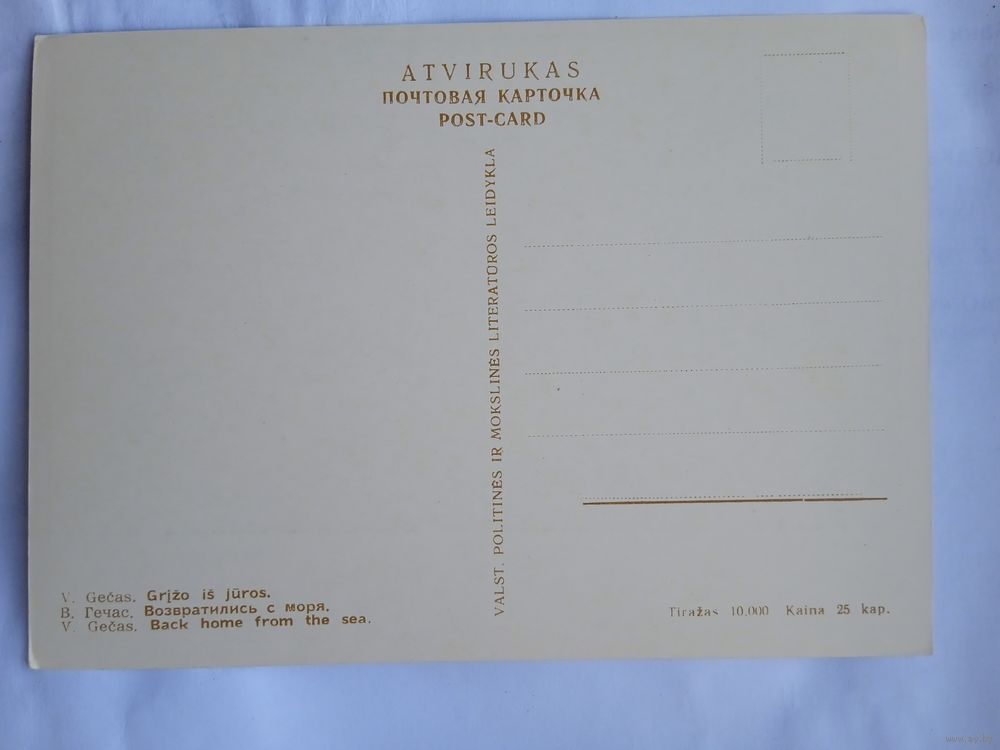 ATVIRUKAS
ПОЧТОВАЯ КАРТОЧКА
POST-CARD
VALST. POLITINĖS IR MOKSLINĖS LITERATŪROS LEIDYKLA
V. Gečas. Grįžo iš jūros.
В. Гечас. Возвратились с моря.
V. Gečas. Back home from the sea.
Tiražas 10.000 Kaina 25 kap.